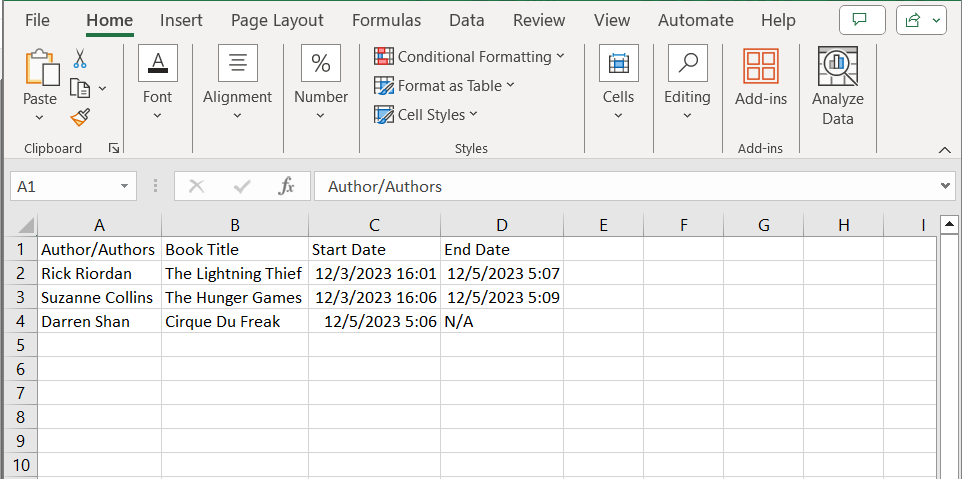 File Home Insert Page Layout Formulas Data Review View Automate Help
Paste
Clipboard
Font
Alignment
%
Number
Conditional Formatting
Format as Table
Cell Styles
Styles
Cells
Editing
Add-ins
Add-ins
Analyze
Data
A1 fx Author/Authors
A B C D E F G H I
1 Author/Authors Book Title Start Date End Date
2 Rick Riordan The Lightning Thief 12/3/2023 16:01 12/5/2023 5:07
3 Suzanne Collins The Hunger Games 12/3/2023 16:06 12/5/2023 5:09
4 Darren Shan Cirque Du Freak 12/5/2023 5:06 N/A
5
6
7
8
9
10